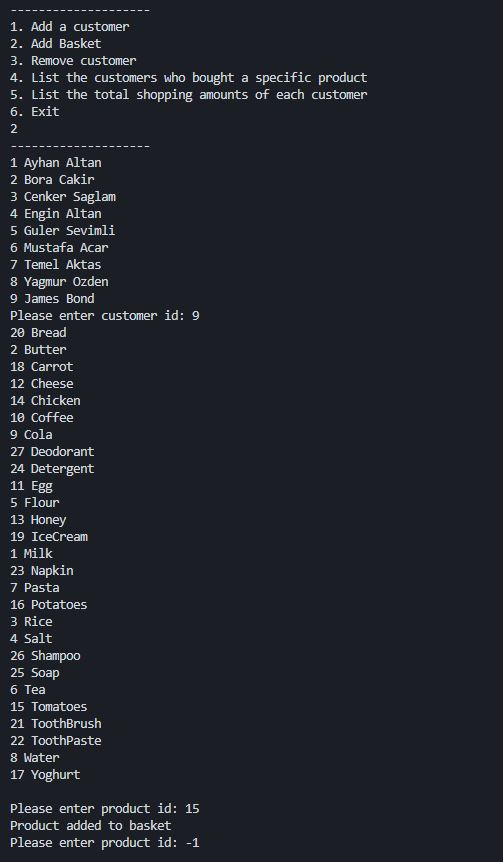 --------------------
1. Add a customer
2. Add Basket
3. Remove customer
4. List the customers who bought a specific product
5. List the total shopping amounts of each customer
6. Exit
2
--------------------
1 Ayhan Altan
2 Bora Cakir
3 Cenker Saglam
4 Engin Altan
5 Guler Sevimli
6 Mustafa Acar
7 Temel Aktas
8 Yagmur Ozden
9 James Bond
Please enter customer id: 9
20 Bread
2 Butter
18 Carrot
12 Cheese
14 Chicken
10 Coffee
9 Cola
27 Deodorant
24 Detergent
11 Egg
5 Flour
13 Honey
19 IceCream
1 Milk
23 Napkin
7 Pasta
16 Potatoes
3 Rice
4 Salt
26 Shampoo
25 Soap
6 Tea
15 Tomatoes
21 ToothBrush
22 ToothPaste
8 Water
17 Yoghurt

Please enter product id: 15
Product added to basket
Please enter product id: -1